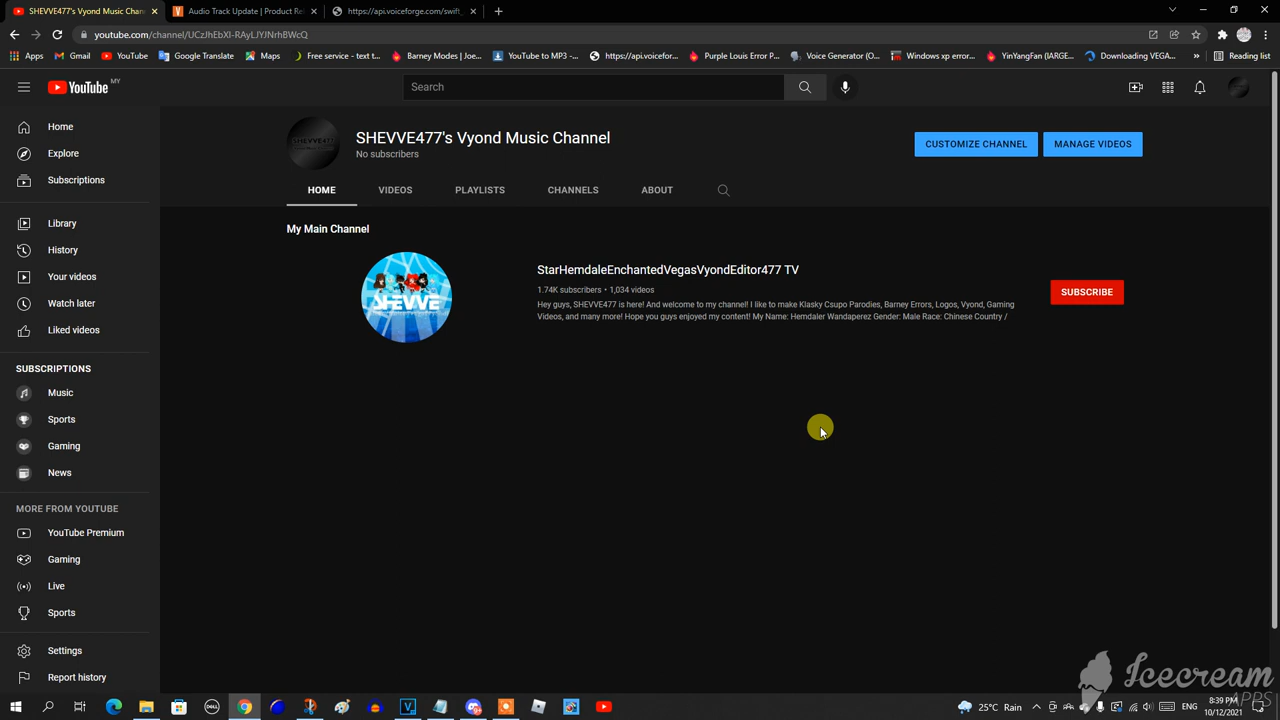 SHEVVE477's Vyond Music Chann
Audio Track Update | Product Re
https://api.voiceforge.com/swift_
youtube.com/channel/UCzJhEbXI-RAyLJYJNrhBWcQ
Apps
Gmail
YouTube
Google Translate
Maps
Free service - text t...
Barney Modes | Joe...
YouTube to MP3 -...
https://api.voicefor...
Purple Louis Error P...
Voice Generator (O...
Windows xp error...
YinYangFan (lARGE...
Downloading VEGA...
»
Reading list
YouTube MY
Search
Home
Explore
Subscriptions
Library
History
Your videos
Watch later
Liked videos
SUBSCRIPTIONS
Music
Sports
Gaming
News
MORE FROM YOUTUBE
YouTube Premium
Gaming
Live
Sports
Settings
Report history
SHEVVE477
SHEVVE477's Vyond Music Channel
No subscribers
CUSTOMIZE CHANNEL
MANAGE VIDEOS
HOME
VIDEOS
PLAYLISTS
CHANNELS
ABOUT
My Main Channel
SHEVVE
StarHemdaleEnchantedVegasVyondEditor477 TV
1.74K subscribers • 1,034 videos
Hey guys, SHEVVE477 is here! And welcome to my channel! I like to make Klasky Csupo Parodies, Barney Errors, Logos, Vyond, Gaming
Videos, and many more! Hope you guys enjoyed my content! My Name: Hemdaler Wandaperez Gender: Male Race: Chinese Country /
SUBSCRIBE
Icecream
APPS
DELL
25°C Rain
ENG
8:39 PM
10/12/2021